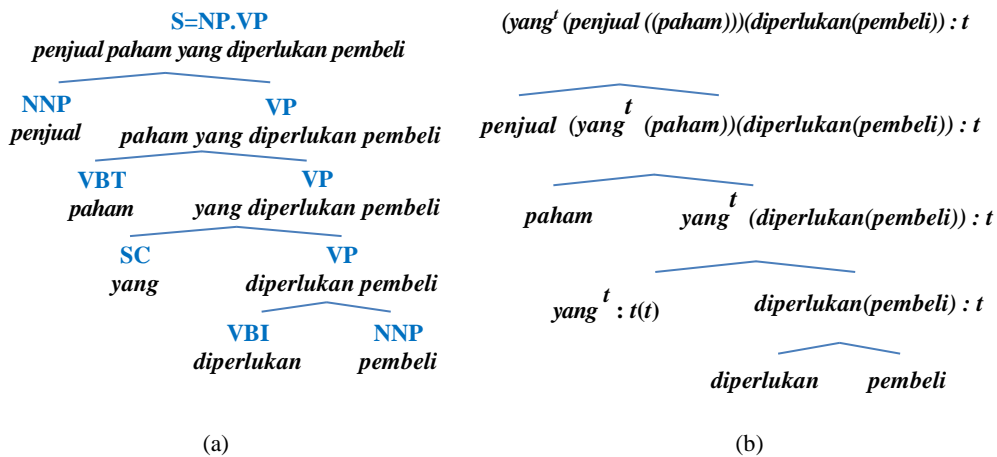 S=NP.VP
penjual paham yang diperlukan pembeli
NNP VP
penjual paham yang diperlukan pembeli
VBT VP
paham yang diperlukan pembeli
SC VP
yang diperlukan pembeli
VBI NNP
diperlukan pembeli
(a)
(yang^t (penjual ((paham)))(diperlukan(pembeli)) : t
penjual (yang^t (paham))(diperlukan(pembeli)) : t
paham yang^t (diperlukan(pembeli)) : t
yang^t : t(t) diperlukan(pembeli) : t
diperlukan pembeli
(b)